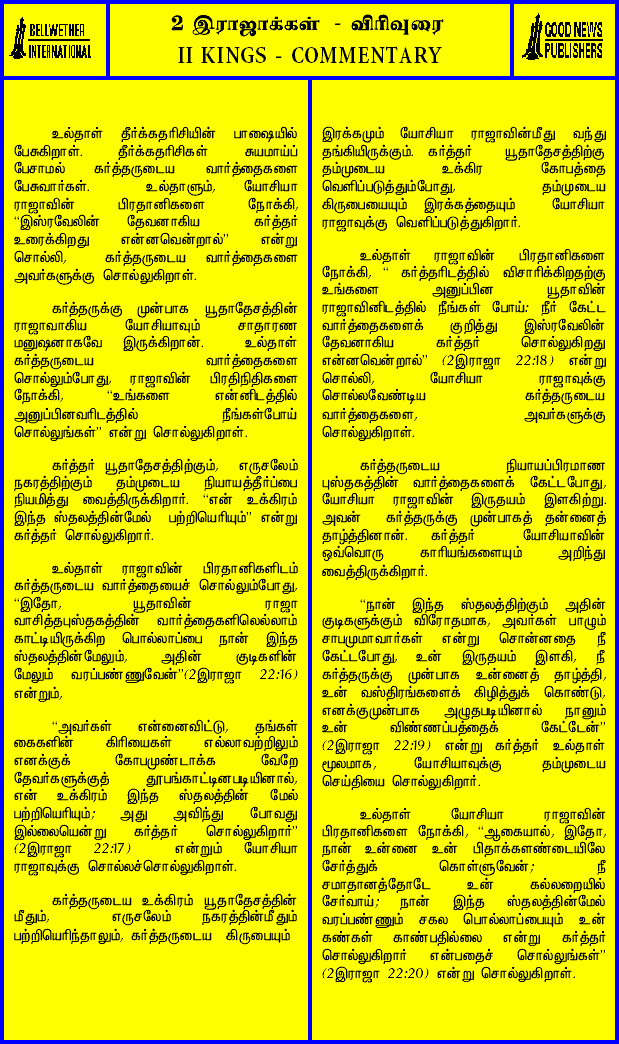 BELLWETHER
INTERNATIONAL
2 இராஜாக்கள் - விரிவுரை
II KINGS - COMMENTARY
GOOD NEWS
PUBLISHERS
உல்தாள் தீர்க்கதரிசியின் பாஷையில்
பேசுகிறாள். தீர்க்கதரிசிகள் சுயமாய்ப்
பேசாமல் கர்த்தருடைய வார்த்தைகளை
பேசுவார்கள். உல்தாளும், யோசியா
ராஜாவின் பிரதானிகளை நோக்கி,
“இஸ்ரவேலின் தேவனாகிய கர்த்தர்
உரைக்கிறது என்னவென்றால்” என்று
சொல்லி, கர்த்தருடைய வார்த்தைகளை
அவர்களுக்கு சொல்லுகிறாள்.
கர்த்தருக்கு முன்பாக யூதாதேசத்தின்
ராஜாவாகிய யோசியாவும் சாதாரண
மனுஷனாகவே இருக்கிறான். உல்தாள்
கர்த்தருடைய வார்த்தைகளை
சொல்லும்போது, ராஜாவின் பிரதிநிதிகளை
நோக்கி, “உங்களை என்னிடத்தில்
அனுப்பினவரிடத்தில் நீங்கள்போய்
சொல்லுங்கள்” என்று சொல்லுகிறாள்.
கர்த்தர் யூதாதேசத்திற்கும், எருசலேம்
நகரத்திற்கும் தம்முடைய நியாயத்தீர்ப்பை
நியமித்து வைத்திருக்கிறார். “என் உக்கிரம்
இந்த ஸ்தலத்தின்மேல் பற்றியெரியும்” என்று
கர்த்தர் சொல்லுகிறார்.
உல்தாள் ராஜாவின் பிரதானிகளிடம்
கர்த்தருடைய வார்த்தையைச் சொல்லும்போது,
“இதோ, யூதாவின் ராஜா
வாசித்தபுஸ்தகத்தின் வார்த்தைகளிலெல்லாம்
காட்டியிருக்கிற பொல்லாப்பை நான் இந்த
ஸ்தலத்தின்மேலும், அதின் குடிகளின்
மேலும் வரப்பண்ணுவேன்”(2இராஜா 22:16)
என்றும்,
“அவர்கள் என்னைவிட்டு, தங்கள்
கைகளின் கிரியைகள் எல்லாவற்றிலும்
எனக்குக் கோபமுண்டாக்க வேறே
தேவர்களுக்குத் தூபங்காட்டினபடியினால்,
என் உக்கிரம் இந்த ஸ்தலத்தின் மேல்
பற்றியெரியும்; அது அவிந்து போவது
இல்லையென்று கர்த்தர் சொல்லுகிறார்”
(2இராஜா 22:17) என்றும் யோசியா
ராஜாவுக்கு சொல்லச்சொல்லுகிறாள்.
கர்த்தருடைய உக்கிரம் யூதாதேசத்தின்
மீதும், எருசலேம் நகரத்தின்மீதும்
பற்றியெரிந்தாலும், கர்த்தருடைய கிருபையும்
இரக்கமும் யோசியா ராஜாவின்மீது வந்து
தங்கியிருக்கும். கர்த்தர் யூதாதேசத்திற்கு
தம்முடைய உக்கிர கோபத்தை
வெளிப்படுத்தும்போது, தம்முடைய
கிருபையையும் இரக்கத்தையும் யோசியா
ராஜாவுக்கு வெளிப்படுத்துகிறார்.
உல்தாள் ராஜாவின் பிரதானிகளை
நோக்கி, “ கர்த்தரிடத்தில் விசாரிக்கிறதற்கு
உங்களை அனுப்பின யூதாவின்
ராஜாவினிடத்தில் நீங்கள் போய்: நீர் கேட்ட
வார்த்தைகளைக் குறித்து இஸ்ரவேலின்
தேவனாகிய கர்த்தர் சொல்லுகிறது
என்னவென்றால்” (2இராஜா 22:18) என்று
சொல்லி, யோசியா ராஜாவுக்கு
சொல்லவேண்டிய கர்த்தருடைய
வார்த்தைகளை, அவர்களுக்கு
சொல்லுகிறாள்.
கர்த்தருடைய நியாயப்பிரமாண
புஸ்தகத்தின் வார்த்தைகளைக் கேட்டபோது,
யோசியா ராஜாவின் இருதயம் இளகிற்று.
அவன் கர்த்தருக்கு முன்பாகத் தன்னைத்
தாழ்த்தினான். கர்த்தர் யோசியாவின்
ஒவ்வொரு காரியங்களையும் அறிந்து
வைத்திருக்கிறார்.
“நான் இந்த ஸ்தலத்திற்கும் அதின்
குடிகளுக்கும் விரோதமாக, அவர்கள் பாழும்
சாபமுமாவார்கள் என்று சொன்னதை நீ
கேட்டபோது, உன் இருதயம் இளகி, நீ
கர்த்தருக்கு முன்பாக உன்னைத் தாழ்த்தி,
உன் வஸ்திரங்களைக் கிழித்துக் கொண்டு,
எனக்குமுன்பாக அழுதபடியினால் நானும்
உன் விண்ணப்பத்தைக் கேட்டேன்”
(2இராஜா 22:19) என்று கர்த்தர் உல்தாள்
மூலமாக, யோசியாவுக்கு தம்முடைய
செய்தியை சொல்லுகிறார்.
உல்தாள் யோசியா ராஜாவின்
பிரதானிகளை நோக்கி, “ஆகையால், இதோ,
நான் உன்னை உன் பிதாக்களண்டையிலே
சேர்த்துக் கொள்ளுவேன்; நீ
சமாதானத்தோடே உன் கல்லறையில்
சேர்வாய்; நான் இந்த ஸ்தலத்தின்மேல்
வரப்பண்ணும் சகல பொல்லாப்பையும் உன்
கண்கள் காண்பதில்லை என்று கர்த்தர்
சொல்லுகிறார் என்பதைச் சொல்லுங்கள்”
(2இராஜா 22:20) என்று சொல்லுகிறாள்.